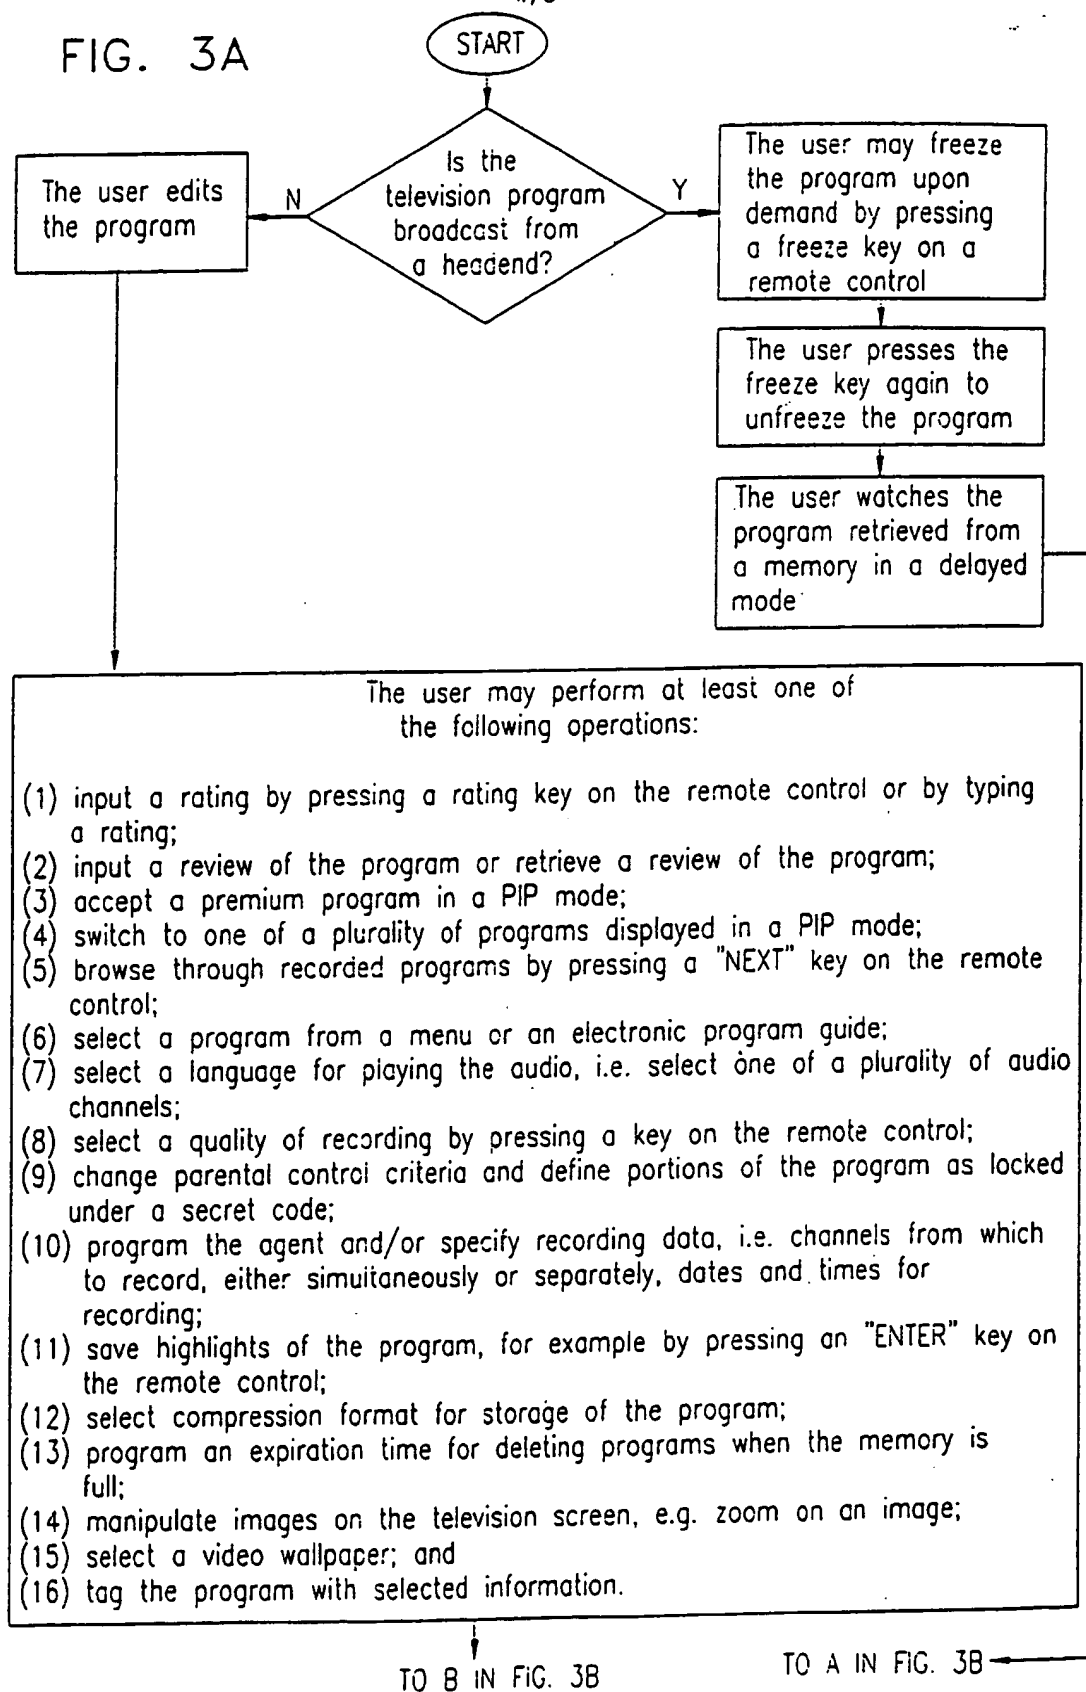 FIG. 3A
START
Is the
television program
broadcast from
a headend?
N
Y
The user edits
the program
The user may freeze
the program upon
demand by pressing
a freeze key on a
remote control
The user presses the
freeze key again to
unfreeze the program
The user watches the
program retrieved from
a memory in a delayed
mode
The user may perform at least one of
the following operations:
(1) input a rating by pressing a rating key on the remote control or by typing
a rating;
(2) input a review of the program or retrieve a review of the program;
(3) accept a premium program in a PIP mode;
(4) switch to one of a plurality of programs displayed in a PIP mode;
(5) browse through recorded programs by pressing a "NEXT" key on the remote
control;
(6) select a program from a menu or an electronic program guide;
(7) select a language for playing the audio, i.e. select one of a plurality of audio
channels;
(8) select a quality of recording by pressing a key on the remote control;
(9) change parental control criteria and define portions of the program as locked
under a secret code;
(10) program the agent and/or specify recording data, i.e. channels from which
to record, either simultaneously or separately, dates and times for
recording;
(11) save highlights of the program, for example by pressing an "ENTER" key on
the remote control;
(12) select compression format for storage of the program;
(13) program an expiration time for deleting programs when the memory is
full;
(14) manipulate images on the television screen, e.g. zoom on an image;
(15) select a video wallpaper; and
(16) tag the program with selected information.
TO B IN FIG. 3B
TO A IN FIG. 3B